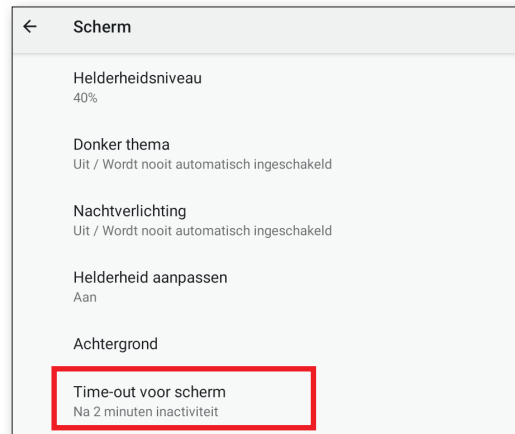 Scherm
Helderheidsniveau
40%
Donker thema
Uit / Wordt nooit automatisch ingeschakeld
Nachtverlichting
Uit / Wordt nooit automatisch ingeschakeld
Helderheid aanpassen
Aan
Achtergrond
Time-out voor scherm
Na 2 minuten inactiviteit